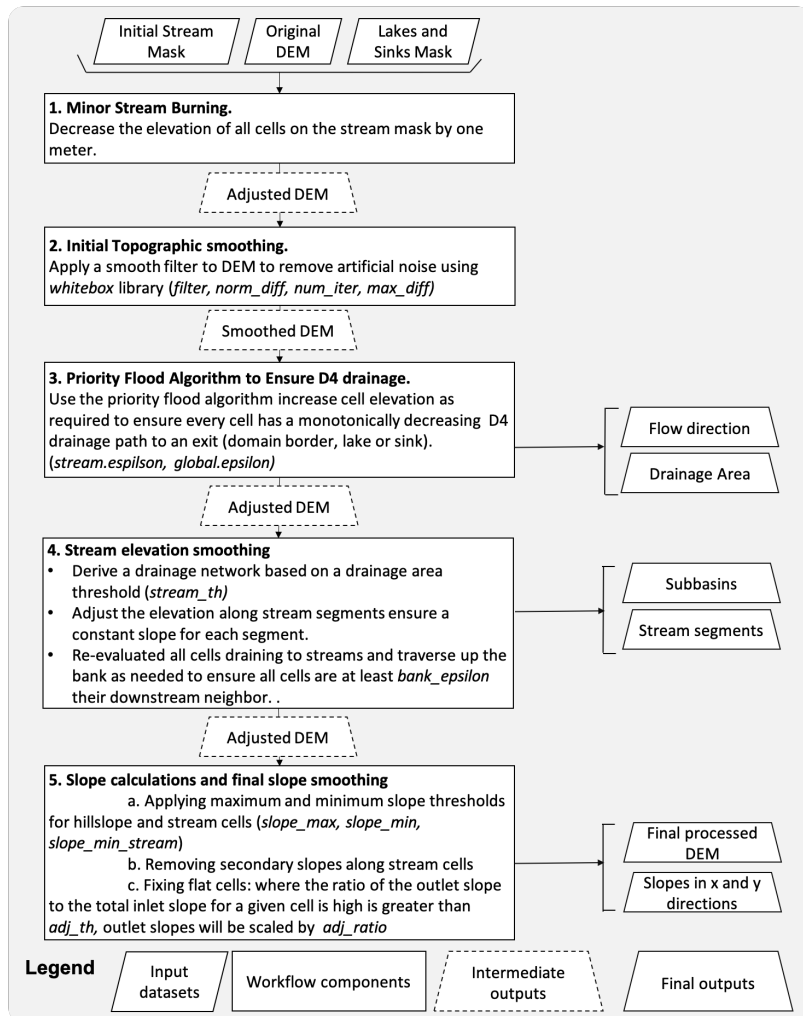 Initial Stream
Mask
Original
DEM
Lakes and
Sinks Mask
1. Minor Stream Burning.
Decrease the elevation of all cells on the stream mask by one
meter.
Adjusted DEM
2. Initial Topographic smoothing.
Apply a smooth filter to DEM to remove artificial noise using
whitebox library (filter, norm_diff, num_iter, max_diff)
Smoothed DEM
3. Priority Flood Algorithm to Ensure D4 drainage.
Use the priority flood algorithm increase cell elevation as
required to ensure every cell has a monotonically decreasing D4
drainage path to an exit (domain border, lake or sink).
(stream.espilson, global.epsilon)
Flow direction
Drainage Area
Adjusted DEM
4. Stream elevation smoothing
• Derive a drainage network based on a drainage area
threshold (stream_th)
• Adjust the elevation along stream segments ensure a
constant slope for each segment.
• Re-evaluated all cells draining to streams and traverse up the
bank as needed to ensure all cells are at least bank_epsilon
their downstream neighbor. .
Subbasins
Stream segments
Adjusted DEM
5. Slope calculations and final slope smoothing
a. Applying maximum and minimum slope thresholds
for hillslope and stream cells (slope_max, slope_min,
slope_min_stream)
b. Removing secondary slopes along stream cells
c. Fixing flat cells: where the ratio of the outlet slope
to the total inlet slope for a given cell is high is greater than
adj_th, outlet slopes will be scaled by adj_ratio
Final processed
DEM
Slopes in x and y
directions
Legend
Input
datasets
Workflow components
Intermediate
outputs
Final outputs